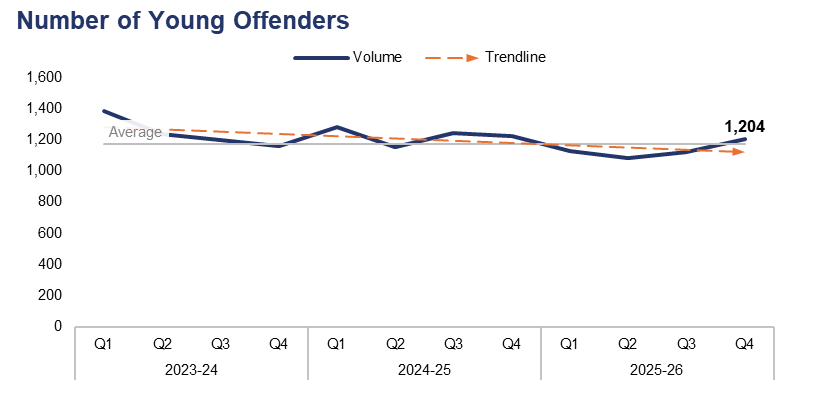 Number of Young Offenders
Volume Trendline
1,600
1,400
1,200
1,000
800
600
400
200
0
Average
1,204
Q1 Q2 Q3 Q4 Q1 Q2 Q3 Q4 Q1 Q2 Q3 Q4
2023-24 2024-25 2025-26